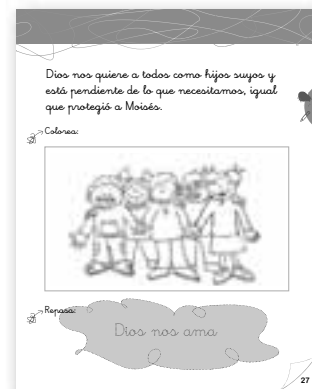 Dios nos quiere a todos como hijos suyos y
está pendiente de lo que necesitamos, igual
que protegió a Moisés.
Colorea:
Repasa:
Dios nos ama
27